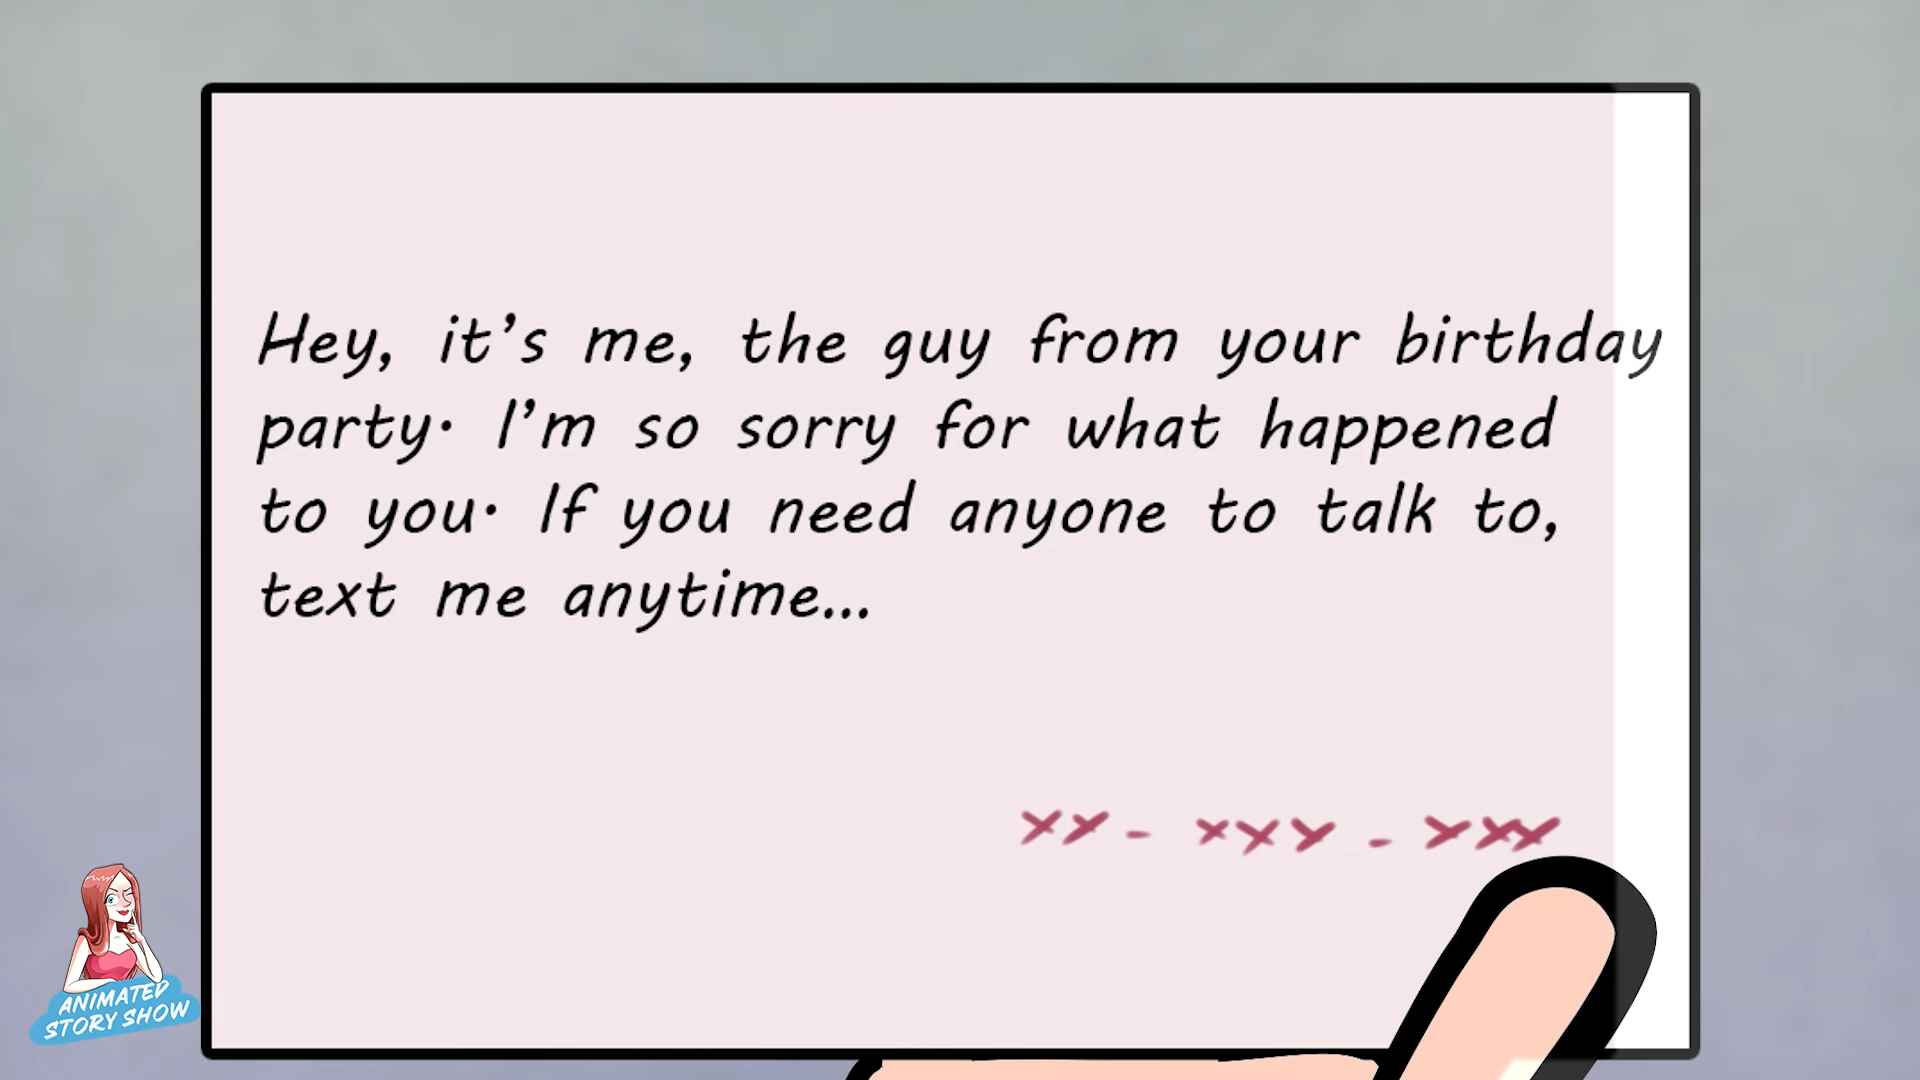 Hey, it's me, the guy from your birthday
party. I'm so sorry for what happened
to you. If you need anyone to talk to,
text me anytime...
xx - xxx - xxx
ANIMATED
STORY SHOW